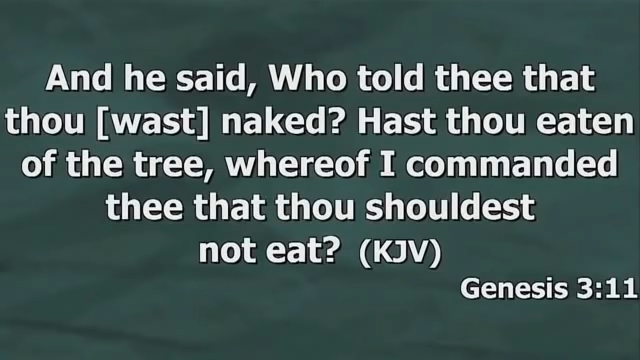 And he said, Who told thee that
thou [wast] naked? Hast thou eaten
of the tree, whereof I commanded
thee that thou shouldest
not eat? (KJV)
Genesis 3:11